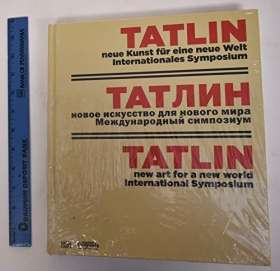 TATLIN
neue Kunst für eine neue Welt
Internationales Symposium
ТАТЛИН
новое искусство для нового мира
Международный симпозиум
TATLIN
new art for a new world
International Symposium